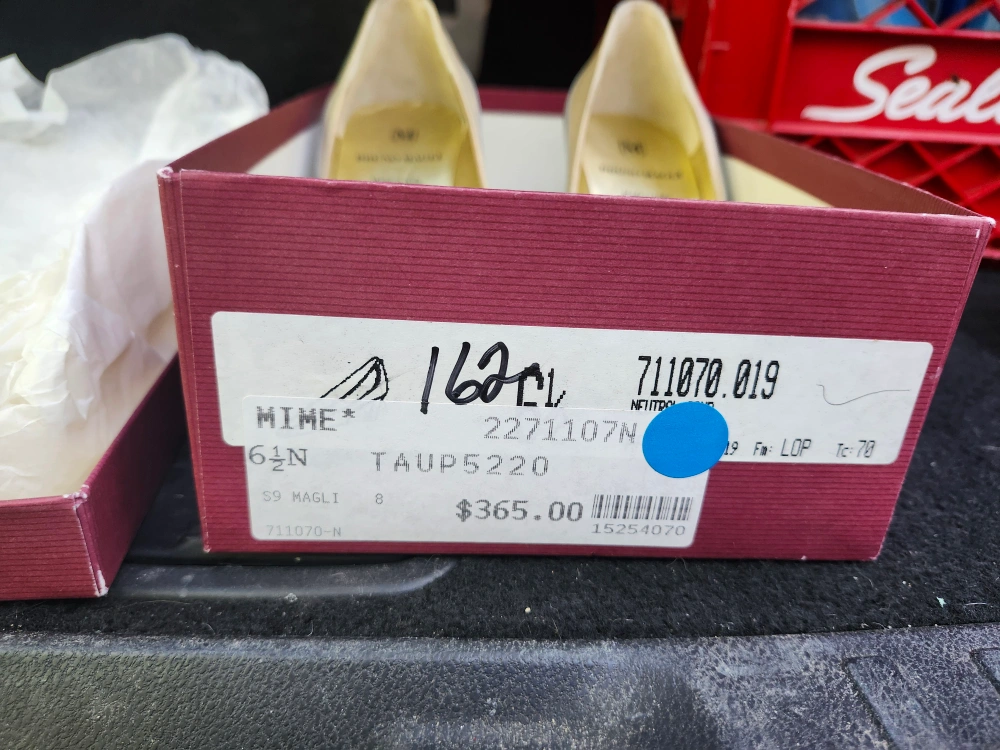 Seal
162
711070.019
MIME*
2271107N
19 Fm: LOP Tc: 70
6½N
TAUP5220
S9 MAGLI 8
$365.00
711070-N
15254070